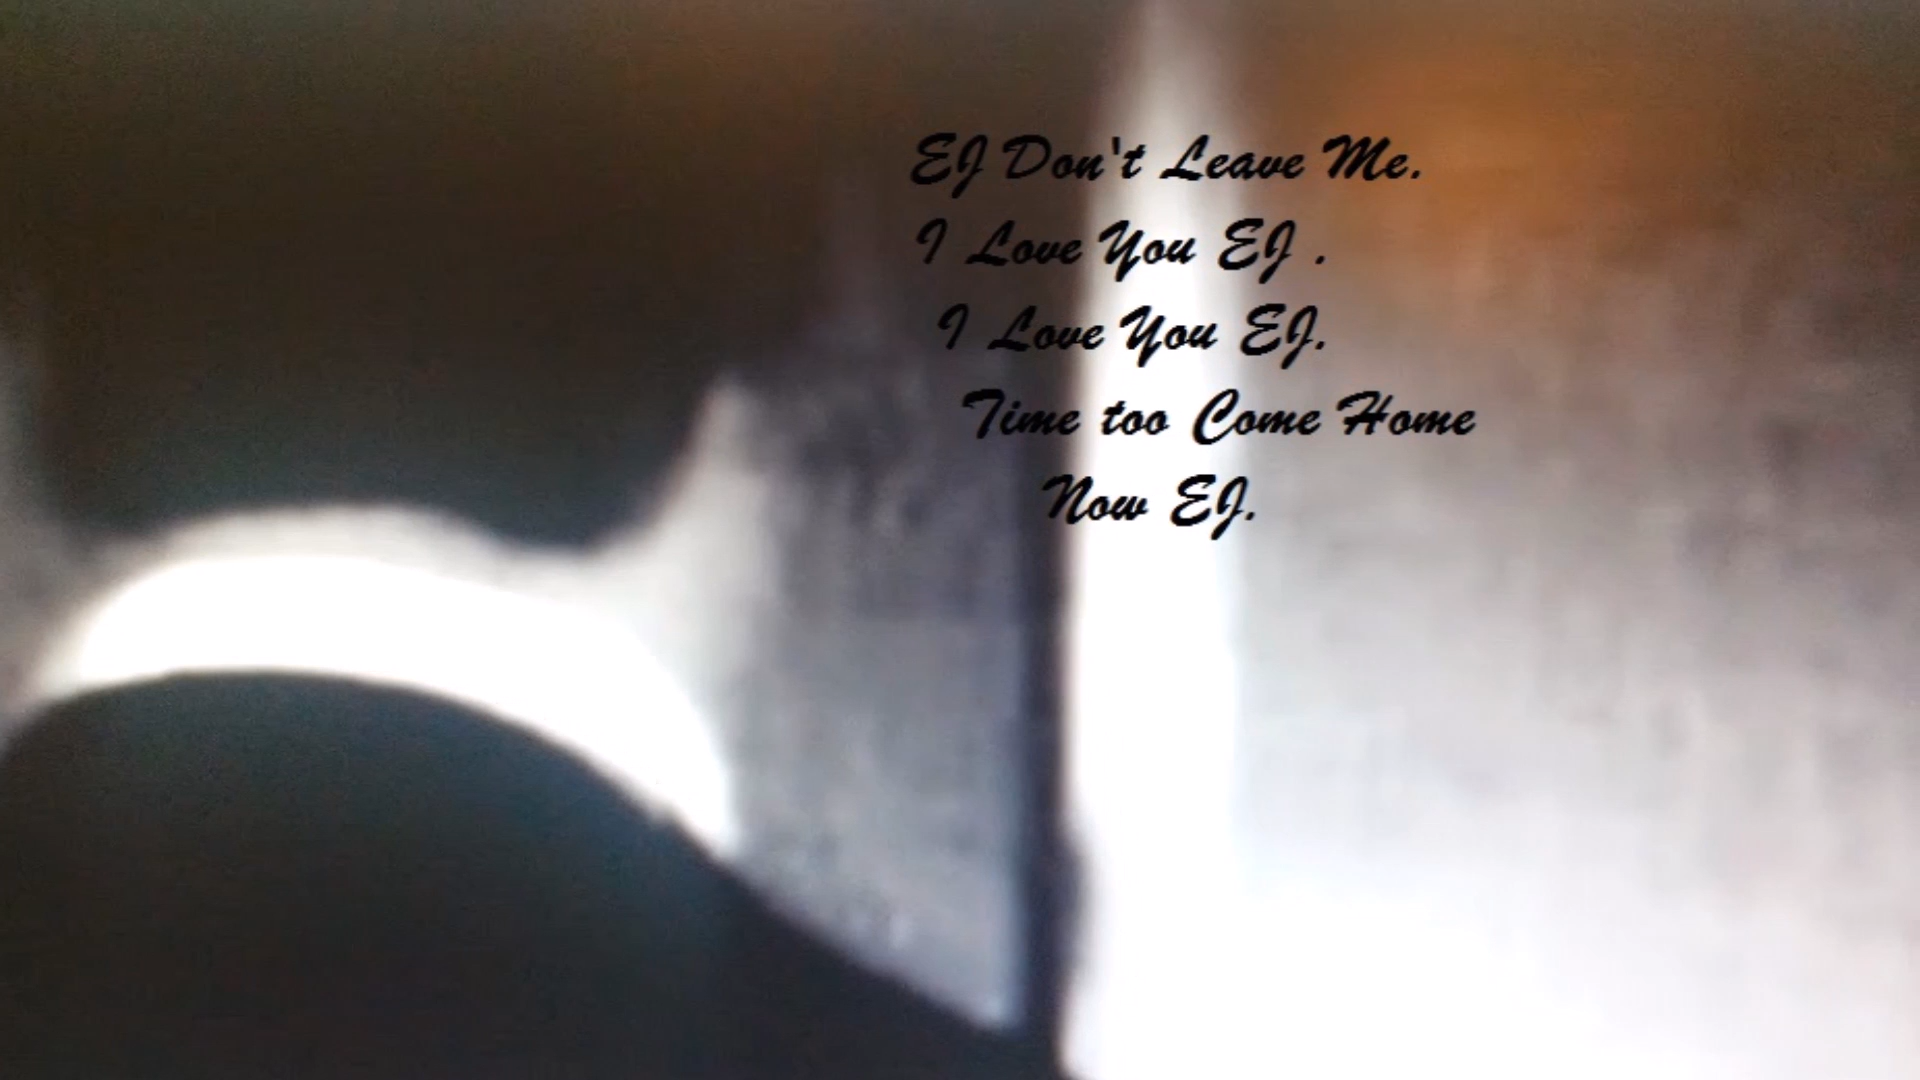 EJ Don't Leave Me.
I Love You EJ .
I Love You EJ.
Time too Come Home
Now EJ.